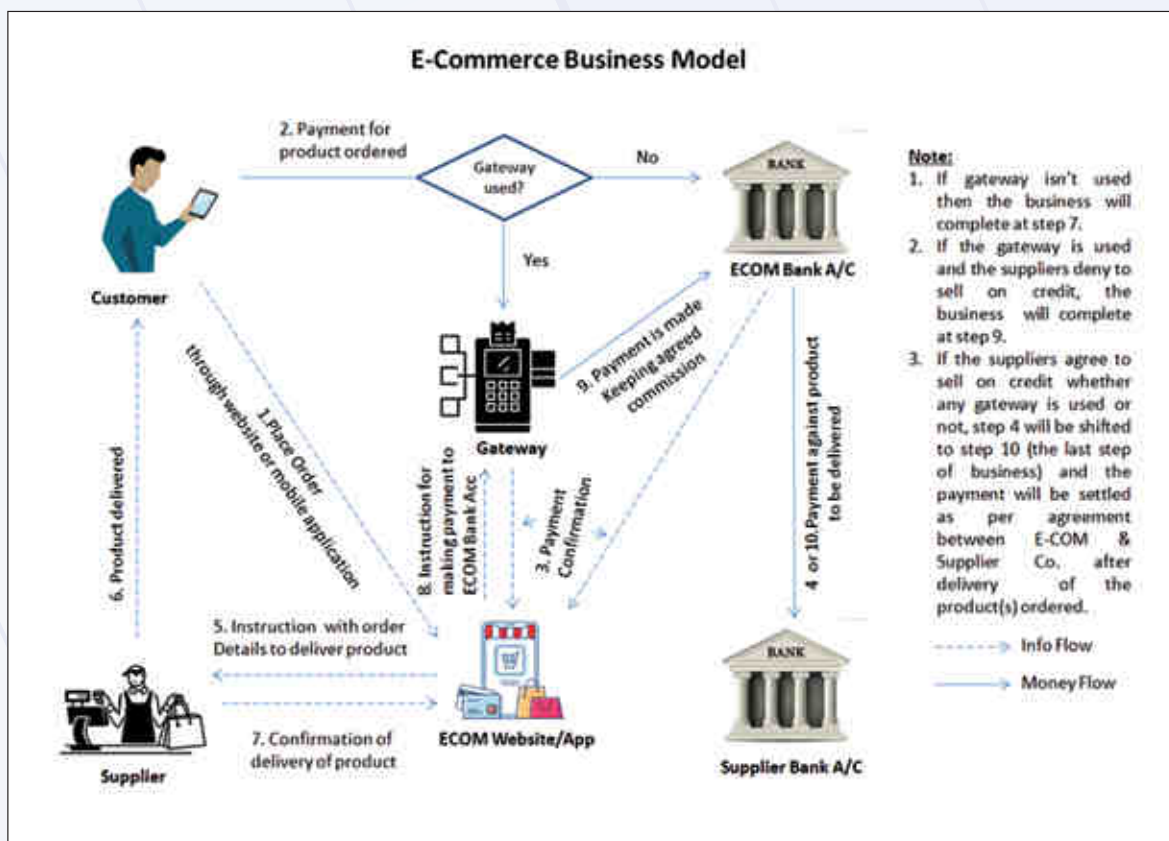 E-Commerce Business Model
2. Payment for
product ordered
Gateway
used?
No
BANK
ECOM Bank A/C
Yes
Customer
Gateway
9. Payment is made
Keeping agreed
commission
1.Place Order
through website or mobile application
6. Product delivered
8. Instruction for
making payment to
ECOM Bank Acc
3. Payment
Confirmation
4 or 10.Payment against product
to be delivered
5. Instruction with order
Details to deliver product
7. Confirmation of
delivery of product
Supplier
ECOM Website/App
BANK
Supplier Bank A/C
Note:
1. If gateway isn't used
then the business will
complete at step 7.
2. If the gateway is used
and the suppliers deny to
sell on credit, the
business will complete
at step 9.
3. If the suppliers agree to
sell on credit whether
any gateway is used or
not, step 4 will be shifted
to step 10 (the last step
of business) and the
payment will be settled
as per agreement
between E-COM &
Supplier Co. after
delivery of the
product(s) ordered.
Info Flow
Money Flow